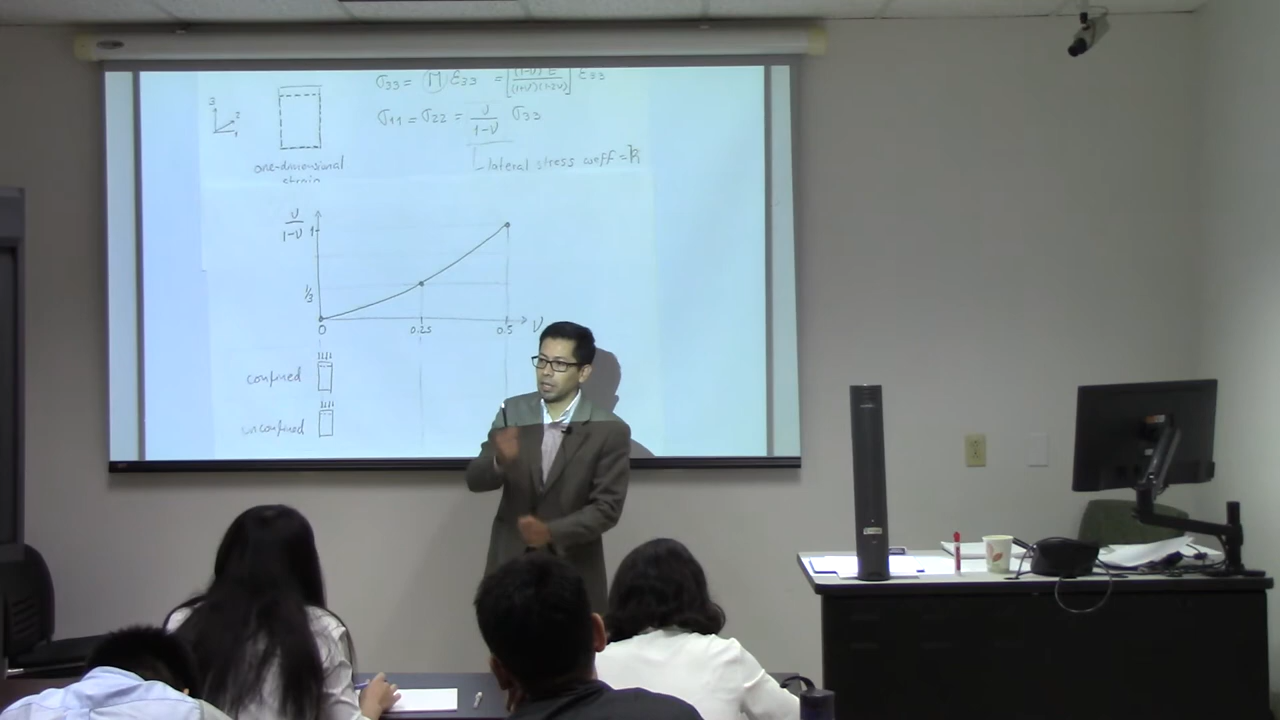 σ33 = M ε33 = [(1-ν) E / (1+ν)(1-2ν)] ε33
σ11 = σ22 = ν / 1-ν σ33
lateral stress coeff = k
3
2
1
one-dimensional
strain
ν / 1-ν
1
1/3
0
0.25
0.5
ν
confined
unconfined